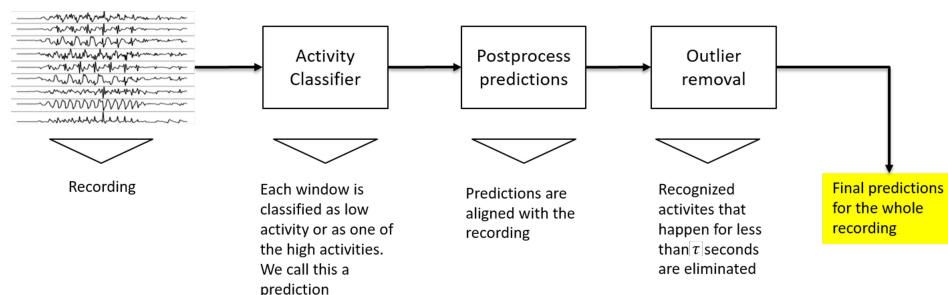 Activity
Classifier
Postprocess
predictions
Outlier
removal
Recording
Each window is
classified as low
activity or as one of
the high activities.
We call this a
prediction
Predictions are
aligned with the
recording
Recognized
activites that
happen for less
than τ seconds
are eliminated
Final predictions
for the whole
recording